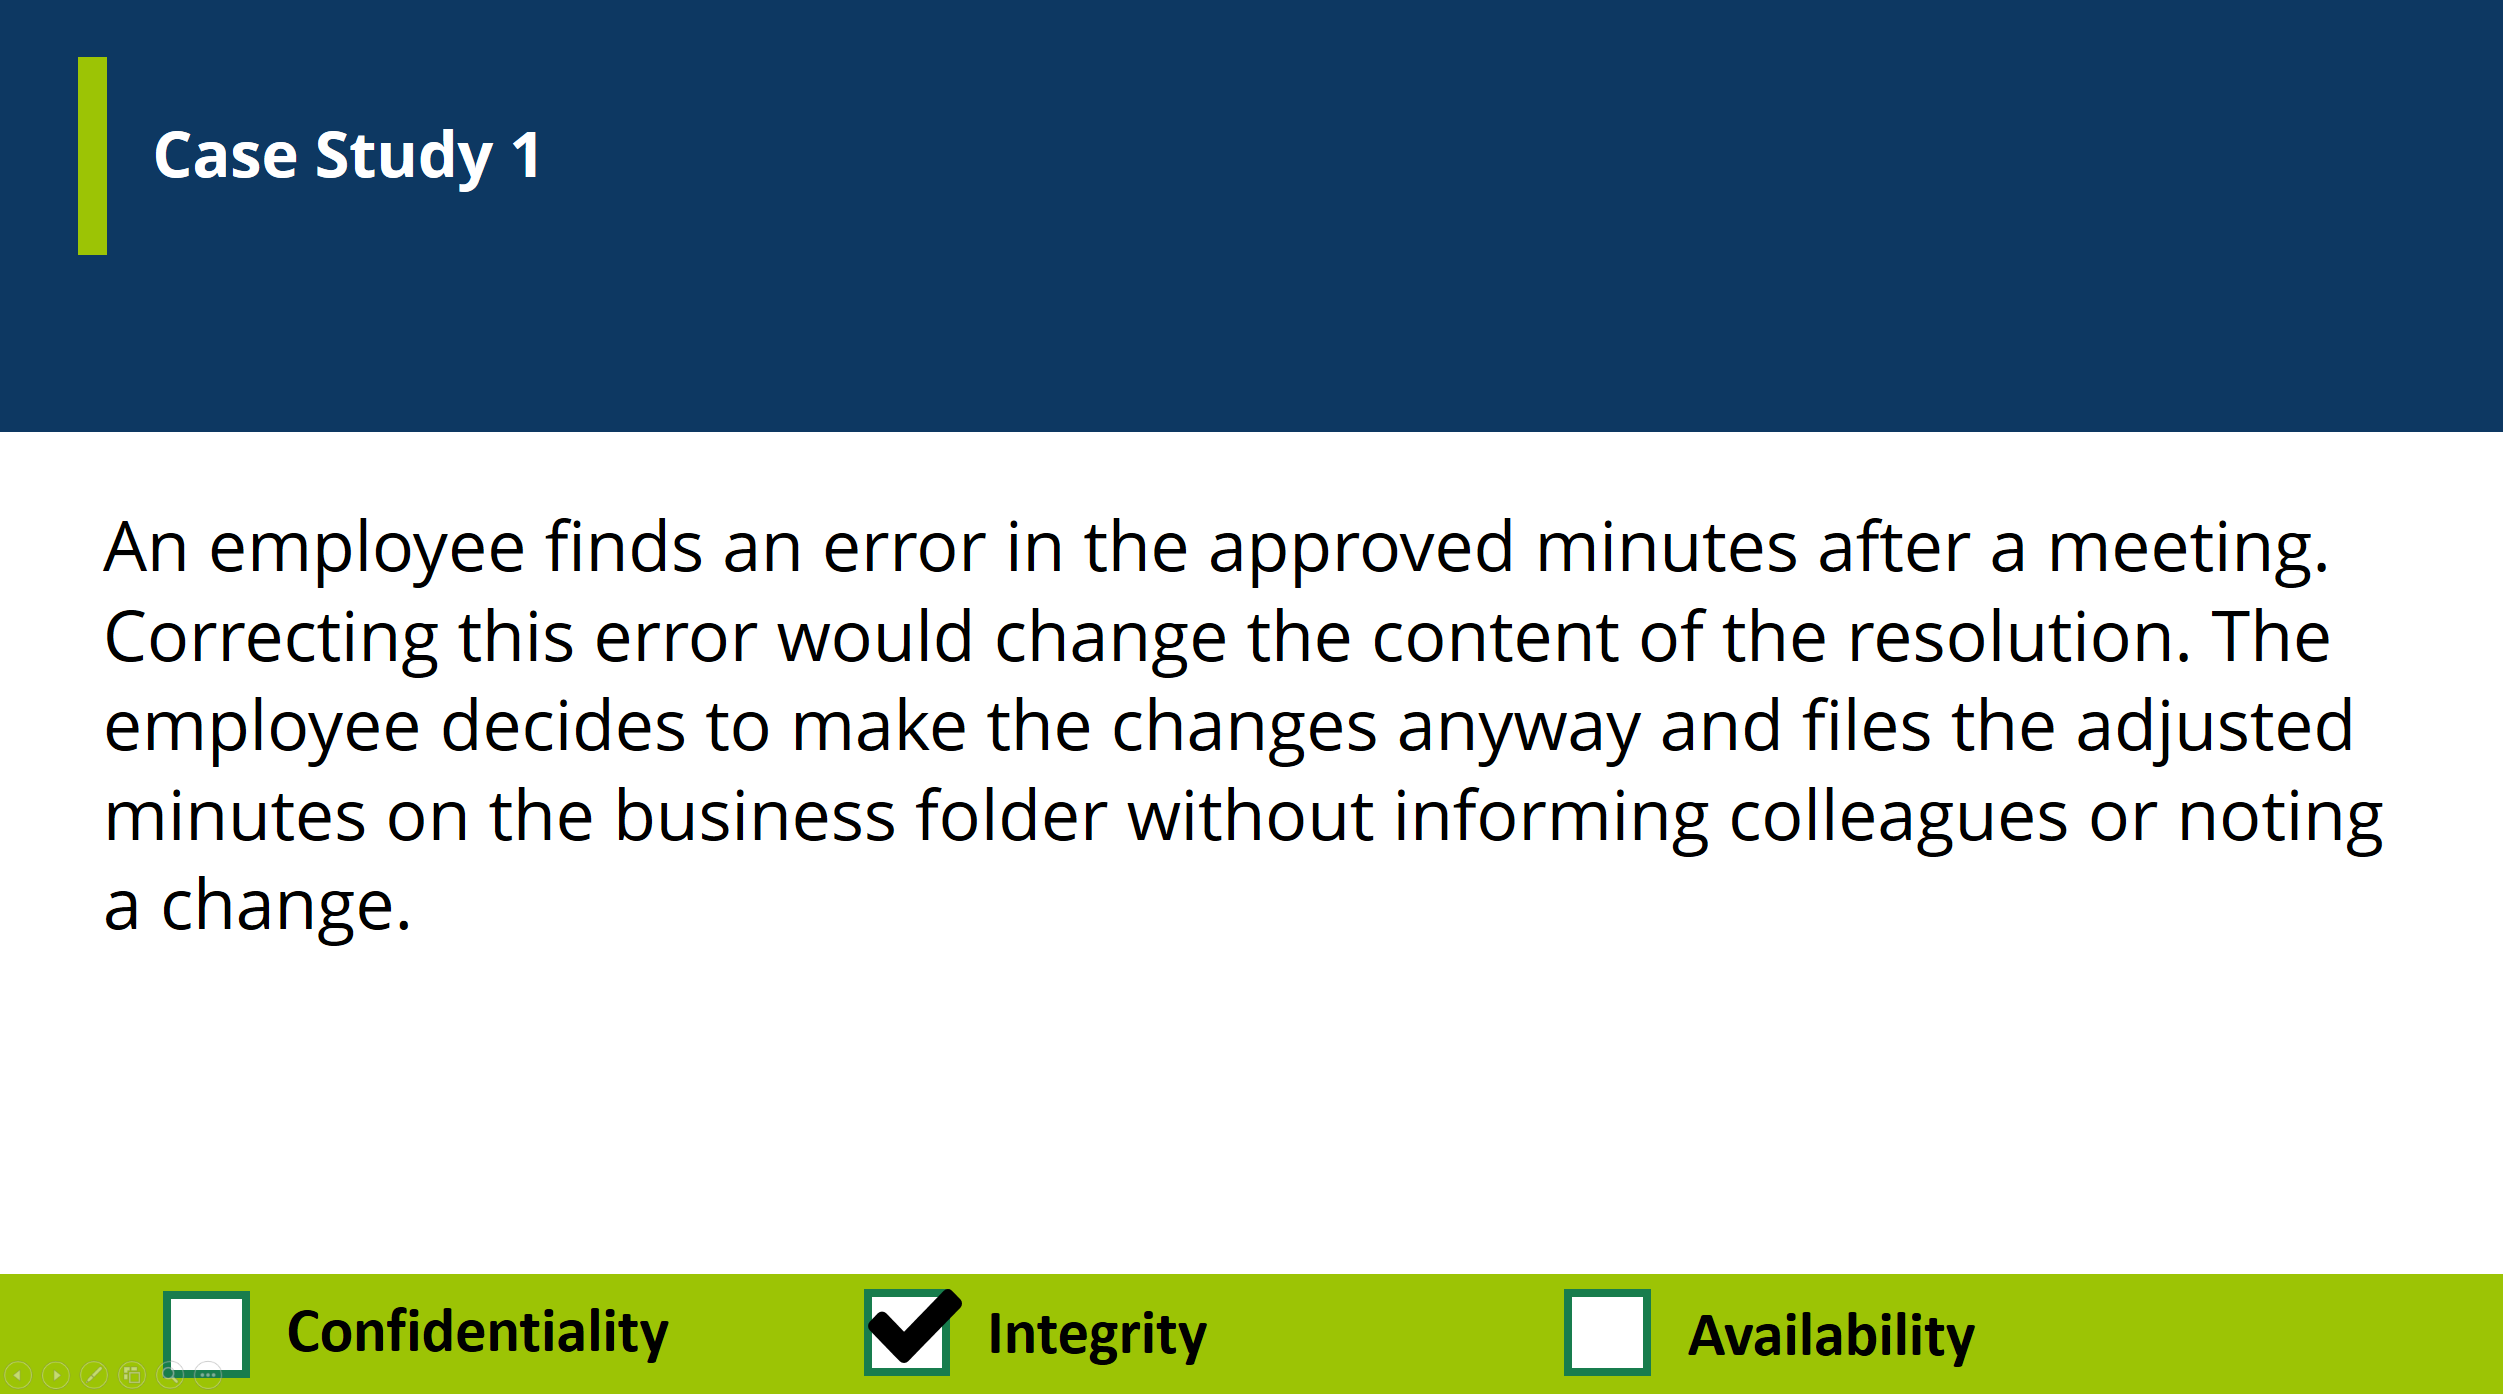 Case Study 1
An employee finds an error in the approved minutes after a meeting.
Correcting this error would change the content of the resolution. The
employee decides to make the changes anyway and files the adjusted
minutes on the business folder without informing colleagues or noting
a change.
Confidentiality
Integrity
Availability